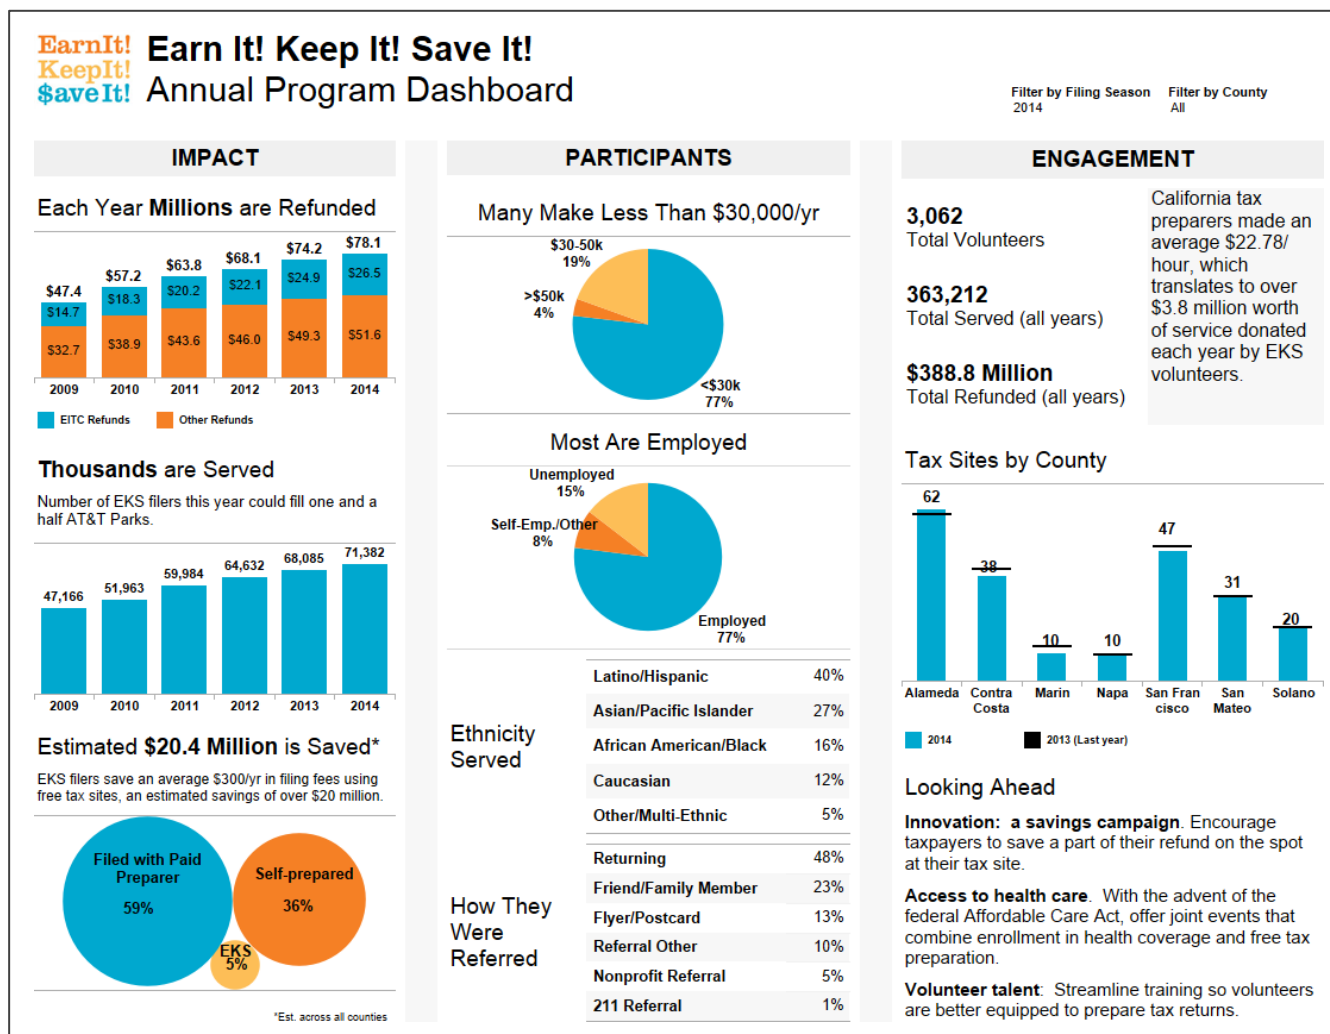 EarnIt!
KeepIt!
$aveIt!
Earn It! Keep It! Save It!
Annual Program Dashboard
Filter by Filing Season
2014
Filter by County
All
IMPACT
Each Year Millions are Refunded
$47.4
$57.2
$63.8
$68.1
$74.2
$78.1
$14.7
$18.3
$20.2
$22.1
$24.9
$26.5
$32.7
$38.9
$43.6
$46.0
$49.3
$51.6
2009
2010
2011
2012
2013
2014
EITC Refunds
Other Refunds
Thousands are Served
Number of EKS filers this year could fill one and a
half AT&T Parks.
47,166
51,963
59,984
64,632
68,085
71,382
2009
2010
2011
2012
2013
2014
Estimated $20.4 Million is Saved*
EKS filers save an average $300/yr in filing fees using
free tax sites, an estimated savings of over $20 million.
Filed with Paid
Preparer
59%
Self-prepared
36%
EKS
5%
*Est. across all counties
PARTICIPANTS
Many Make Less Than $30,000/yr
$30-50k
19%
>$50k
4%
<$30k
77%
Most Are Employed
Unemployed
15%
Self-Emp./Other
8%
Employed
77%
Ethnicity
Served
Latino/Hispanic 40%
Asian/Pacific Islander 27%
African American/Black 16%
Caucasian 12%
Other/Multi-Ethnic 5%
How They
Were
Referred
Returning 48%
Friend/Family Member 23%
Flyer/Postcard 13%
Referral Other 10%
Nonprofit Referral 5%
211 Referral 1%
ENGAGEMENT
3,062
Total Volunteers
363,212
Total Served (all years)
$388.8 Million
Total Refunded (all years)
California tax
preparers made an
average $22.78/
hour, which
translates to over
$3.8 million worth
of service donated
each year by EKS
volunteers.
Tax Sites by County
62
38
10
10
47
31
20
Alameda
Contra
Costa
Marin
Napa
San Fran
cisco
San
Mateo
Solano
2014
2013 (Last year)
Looking Ahead
Innovation:  a savings campaign. Encourage
taxpayers to save a part of their refund on the spot
at their tax site.
Access to health care.  With the advent of the
federal Affordable Care Act, offer joint events that
combine enrollment in health coverage and free tax
preparation.
Volunteer talent:  Streamline training so volunteers
are better equipped to prepare tax returns.